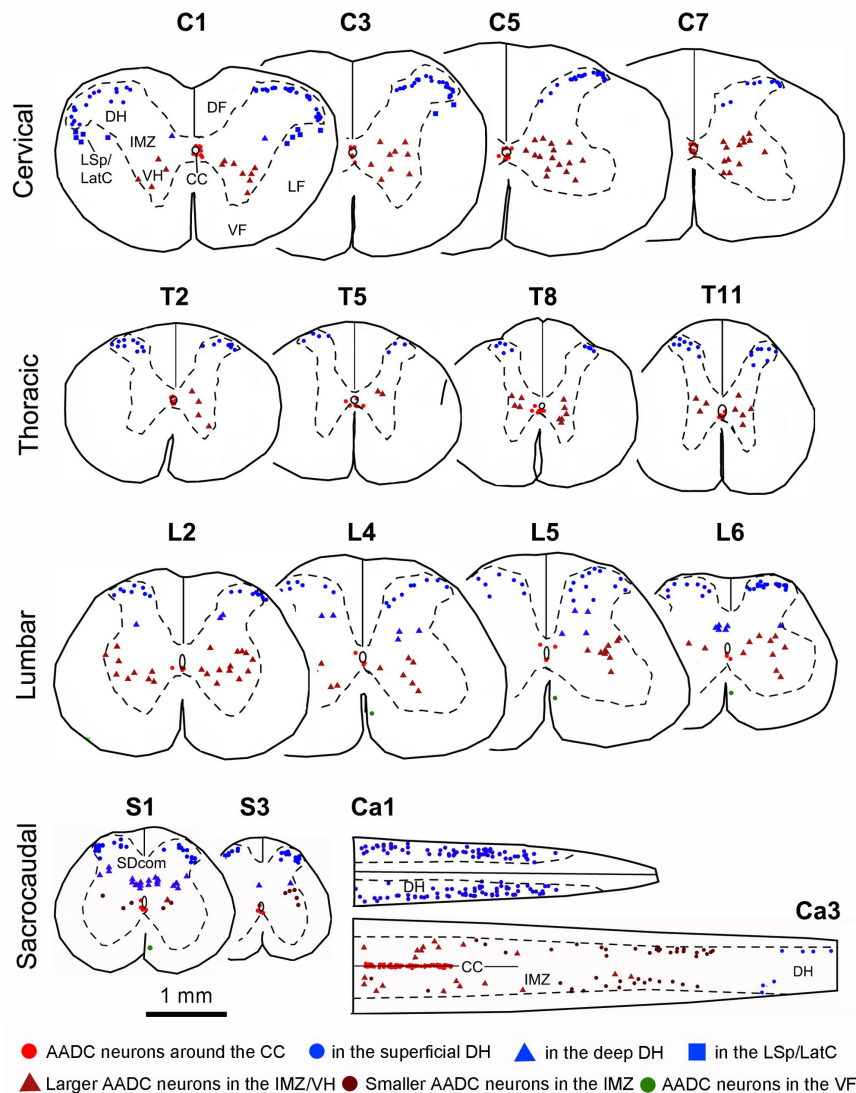 C1 C3 C5 C7
Cervical
DH
DF
IMZ
LSp/
LatC
VH
CC
LF
VF
T2 T5 T8 T11
Thoracic
L2 L4 L5 L6
Lumbar
S1 S3 Ca1
Sacrocaudal
SDcom
DH
Ca3
CC
IMZ
DH
1 mm
AADC neurons around the CC in the superficial DH in the deep DH in the LSp/LatC
Larger AADC neurons in the IMZ/VH Smaller AADC neurons in the IMZ AADC neurons in the VF